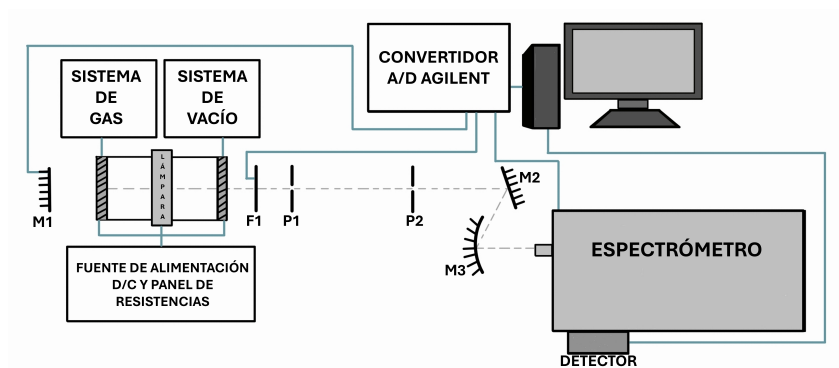 CONVERTIDOR
A/D AGILENT
SISTEMA
DE
GAS
SISTEMA
DE
VACÍO
LÁMPARA
M1
F1
P1
P2
M2
M3
ESPECTRÓMETRO
FUENTE DE ALIMENTACIÓN
D/C Y PANEL DE
RESISTENCIAS
DETECTOR